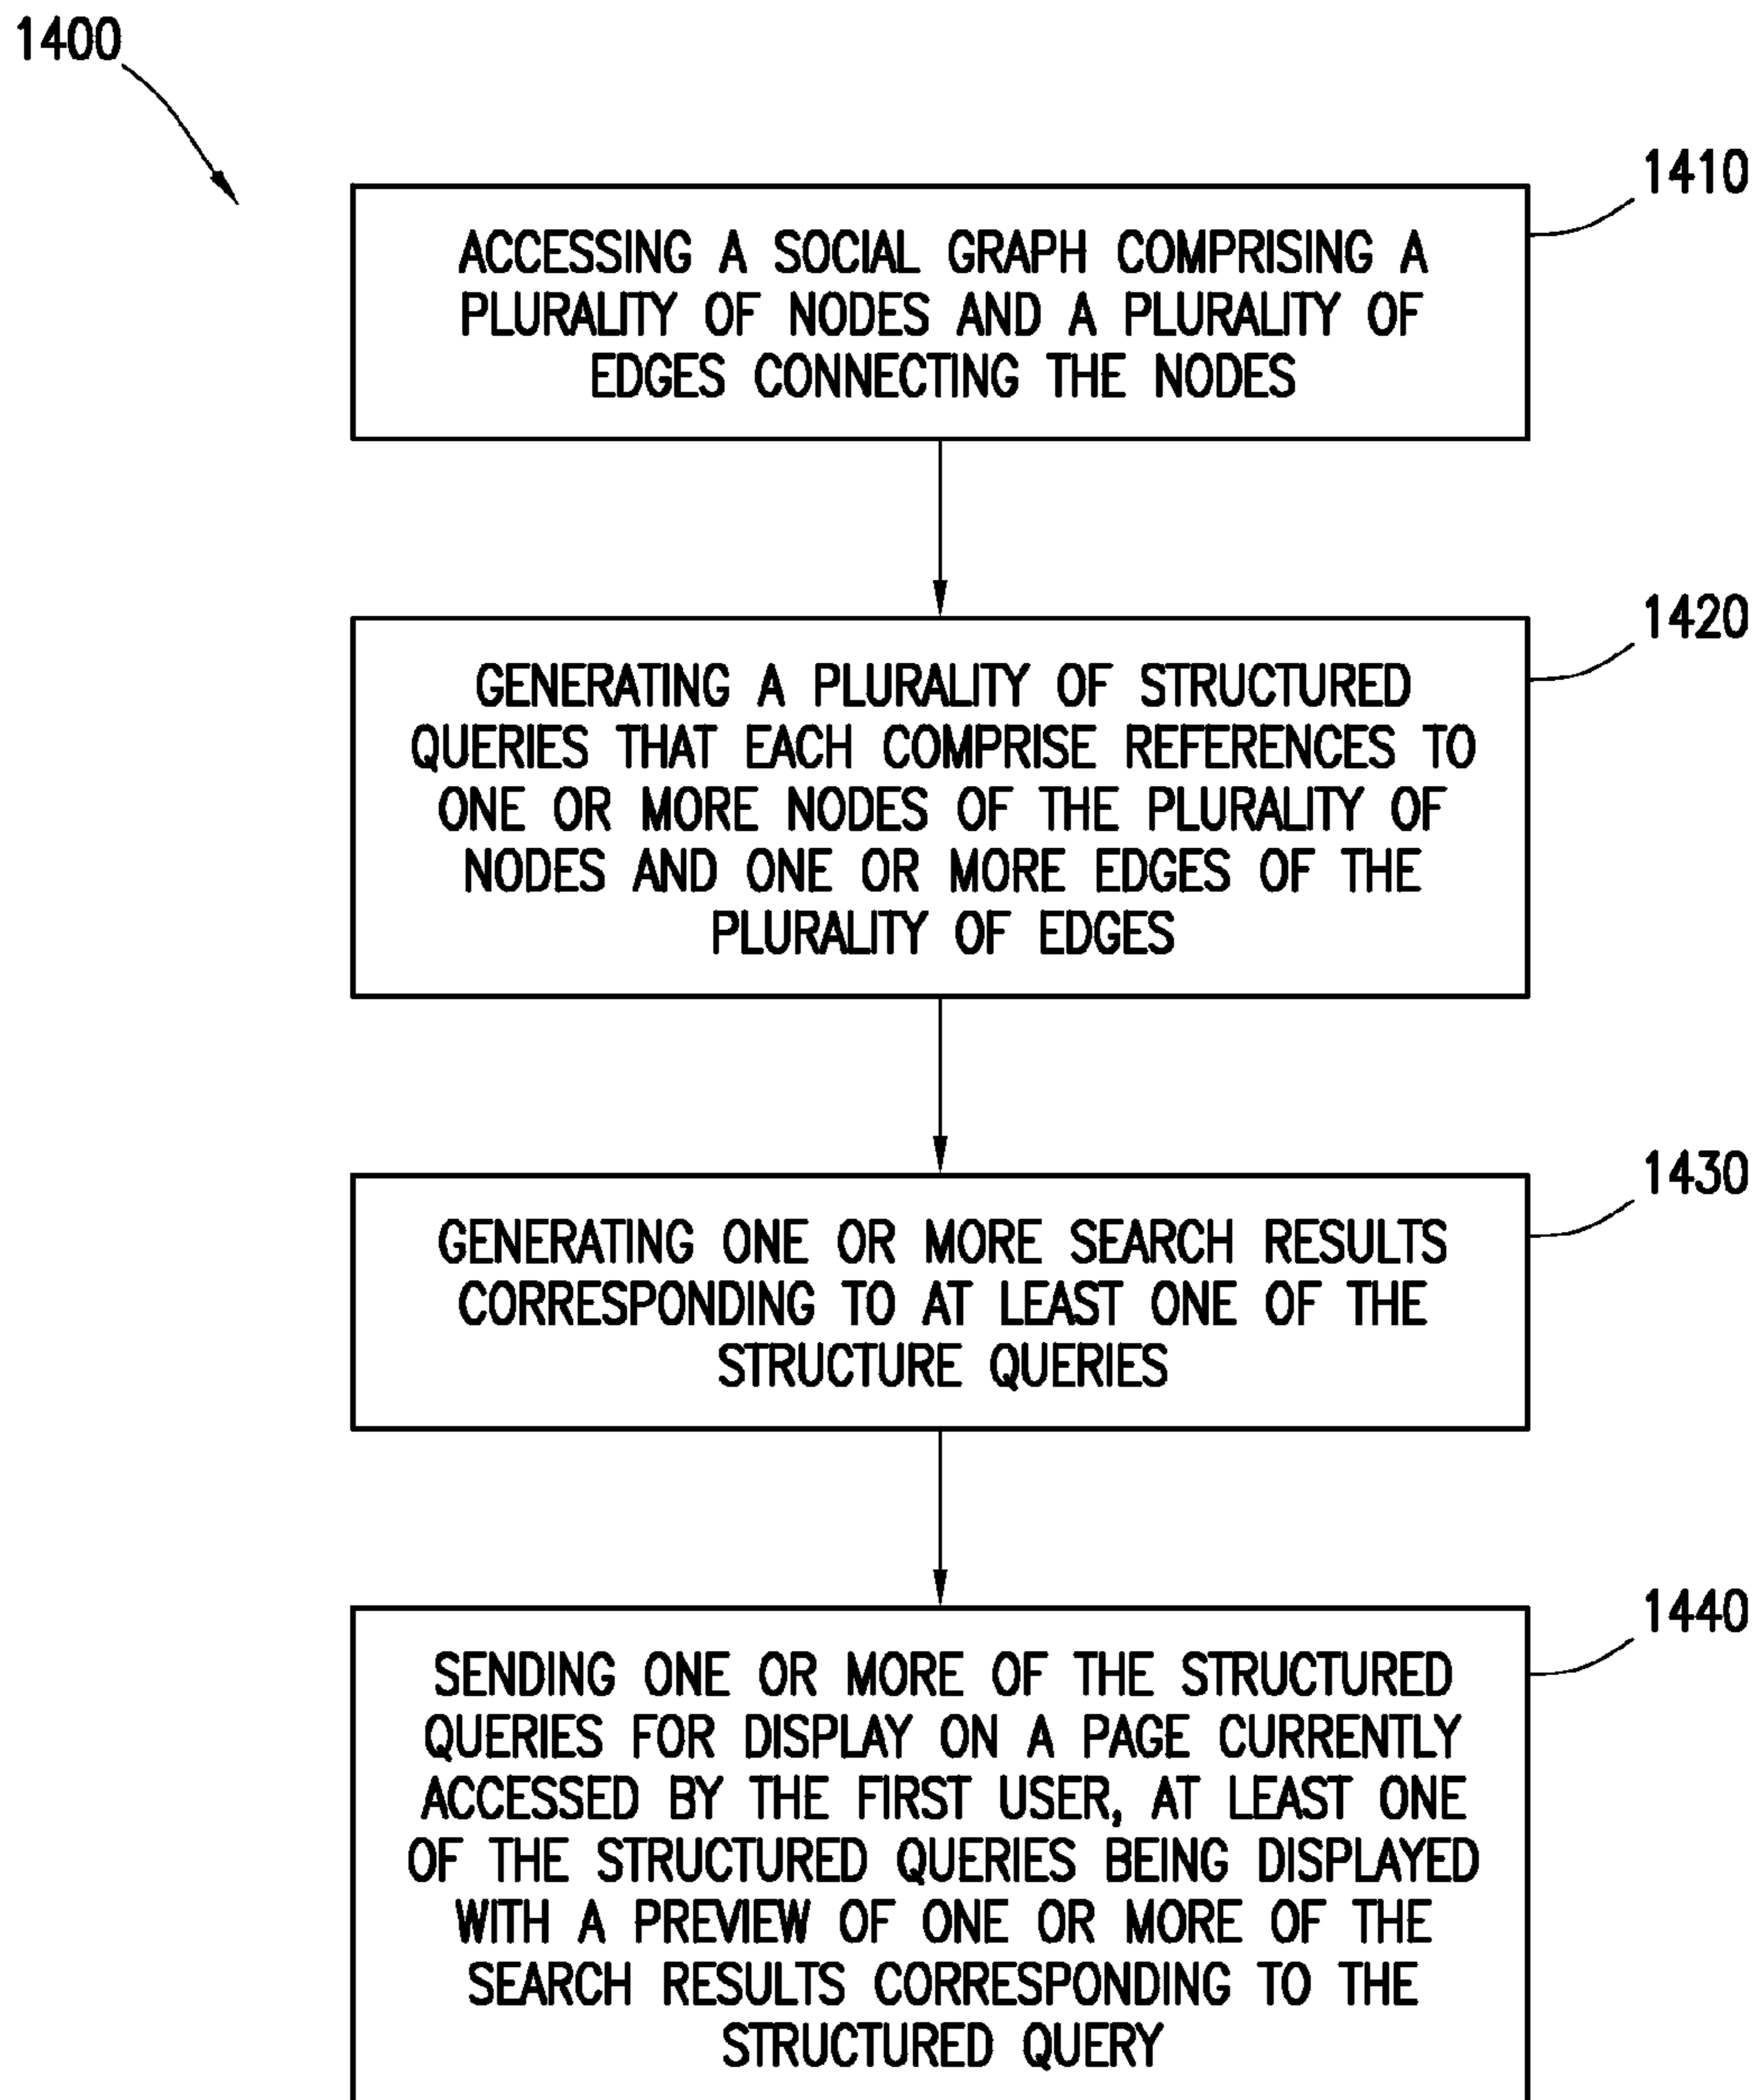 1400
1410
ACCESSING A SOCIAL GRAPH COMPRISING A
PLURALITY OF NODES AND A PLURALITY OF
EDGES CONNECTING THE NODES
1420
GENERATING A PLURALITY OF STRUCTURED
QUERIES THAT EACH COMPRISE REFERENCES TO
ONE OR MORE NODES OF THE PLURALITY OF
NODES AND ONE OR MORE EDGES OF THE
PLURALITY OF EDGES
1430
GENERATING ONE OR MORE SEARCH RESULTS
CORRESPONDING TO AT LEAST ONE OF THE
STRUCTURE QUERIES
1440
SENDING ONE OR MORE OF THE STRUCTURED
QUERIES FOR DISPLAY ON A PAGE CURRENTLY
ACCESSED BY THE FIRST USER, AT LEAST ONE
OF THE STRUCTURED QUERIES BEING DISPLAYED
WITH A PREVIEW OF ONE OR MORE OF THE
SEARCH RESULTS CORRESPONDING TO THE
STRUCTURED QUERY